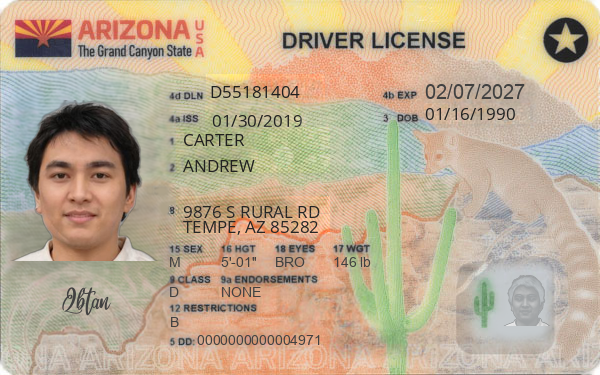 ARIZONA USA
The Grand Canyon State
DRIVER LICENSE
4d DLN D55181404
4b EXP 02/07/2027
4a ISS 01/30/2019
3 DOB 01/16/1990
1 CARTER
2 ANDREW
8 9876 S RURAL RD
TEMPE, AZ 85282
15 SEX 16 HGT 18 EYES 17 WGT
M 5'-01" BRO 146 lb
9 CLASS 9a ENDORSEMENTS
D NONE
12 RESTRICTIONS
B
5 DD: 0000000000004971
ARIZONA ARIZONA ARIZONA ARIZONA